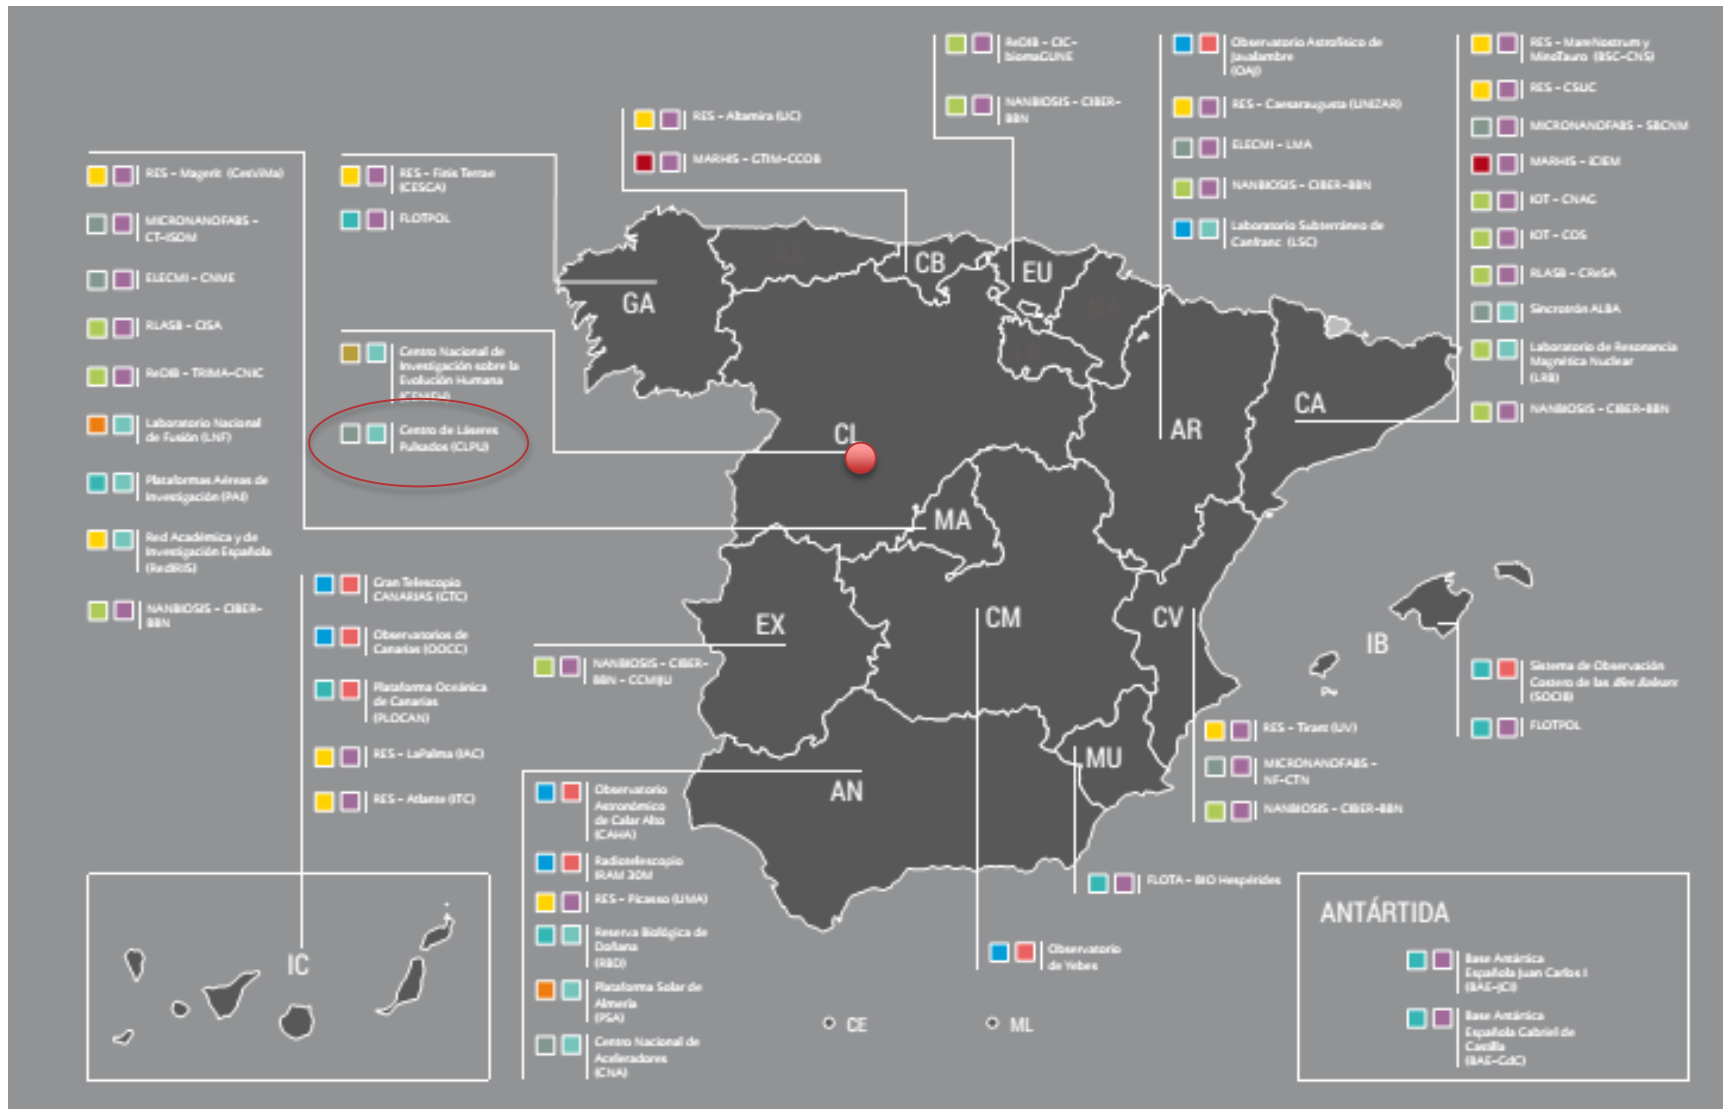 ReDIB - CIC-
biomaGUNE
NANBIOSIS - CIBER-
BBN
Observatorio Astrofísico de
Javalambre
(OAJ)
RES - Caesaraugusta (UNIZAR)
ELECMI - LMA
NANBIOSIS - CIBER-BBN
Laboratorio Subterráneo de
Canfranc (LSC)
RES - MareNostrum y
MinoTauro (BSC-CNS)
RES - CSUC
MICRONANOFABS - SBCNM
MARHIS - iCIEM
IOT - CNAG
IOT - COS
RLASB - CReSA
Sincrotrón ALBA
Laboratorio de Resonancia
Magnética Nuclear
(LRB)
NANBIOSIS - CIBER-BBN
RES - Altamira (UC)
MARHIS - GTIM-CCOB
RES - Magerit (CesViMa)
MICRONANOFABS -
CT-ISOM
ELECMI - CNME
RLASB - CISA
ReDIB - TRIMA-CNIC
Laboratorio Nacional
de Fusión (LNF)
Plataformas Aéreas de
Investigación (PAI)
Red Académica y de
Investigación Española
(RedIRIS)
NANBIOSIS - CIBER-
BBN
RES - Finis Terrae
(CESGA)
FLOTPOL
Centro Nacional de
Investigación sobre la
Evolución Humana
(CENIEH)
Centro de Láseres
Pulsados (CLPU)
GA
AS
CB
EU
NA
LR
CL
AR
CA
MA
EX
CM
CV
IB
AN
MU
Gran Telescopio
CANARIAS (GTC)
Observatorios de
Canarias (OOCC)
Plataforma Oceánica
de Canarias
(PLOCAN)
RES - LaPalma (IAC)
RES - Atlante (ITC)
IC
NANBIOSIS - CIBER-
BBN - CCMIJU
Observatorio
Astronómico
de Calar Alto
(CAHA)
Radiotelescopio
IRAM 30M
RES - Picasso (UMA)
Reserva Biológica de
Doñana
(RBD)
Plataforma Solar de
Almería
(PSA)
Centro Nacional de
Aceleradores
(CNA)
Observatorio
de Yebes
CE
ML
FLOTA - BIO Hespérides
RES - Tirant (UV)
MICRONANOFABS -
NF-CTN
NANBIOSIS - CIBER-BBN
Sistema de Observación
Costero de las Illes Balears
(SOCIB)
FLOTPOL
ANTÁRTIDA
Base Antártica
Española Juan Carlos I
(BAE-JCI)
Base Antártica
Española Gabriel de
Castilla
(BAE-GdC)